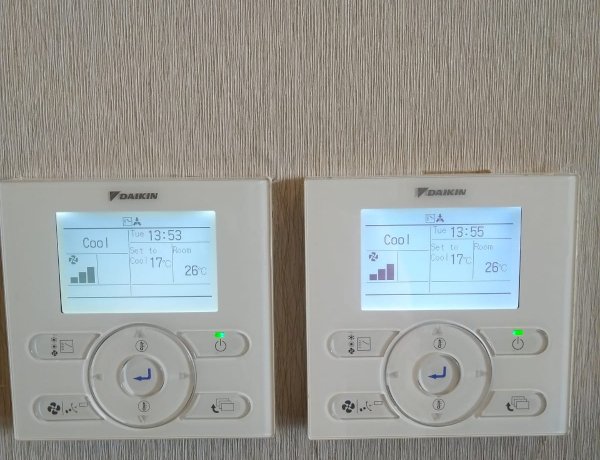 DAIKIN
Cool
Tue 13:53
Set to
Room
Cool 17°C
26°C
DAIKIN
Cool
Tue 13:55
Set to
Room
Cool 17°C
26°C